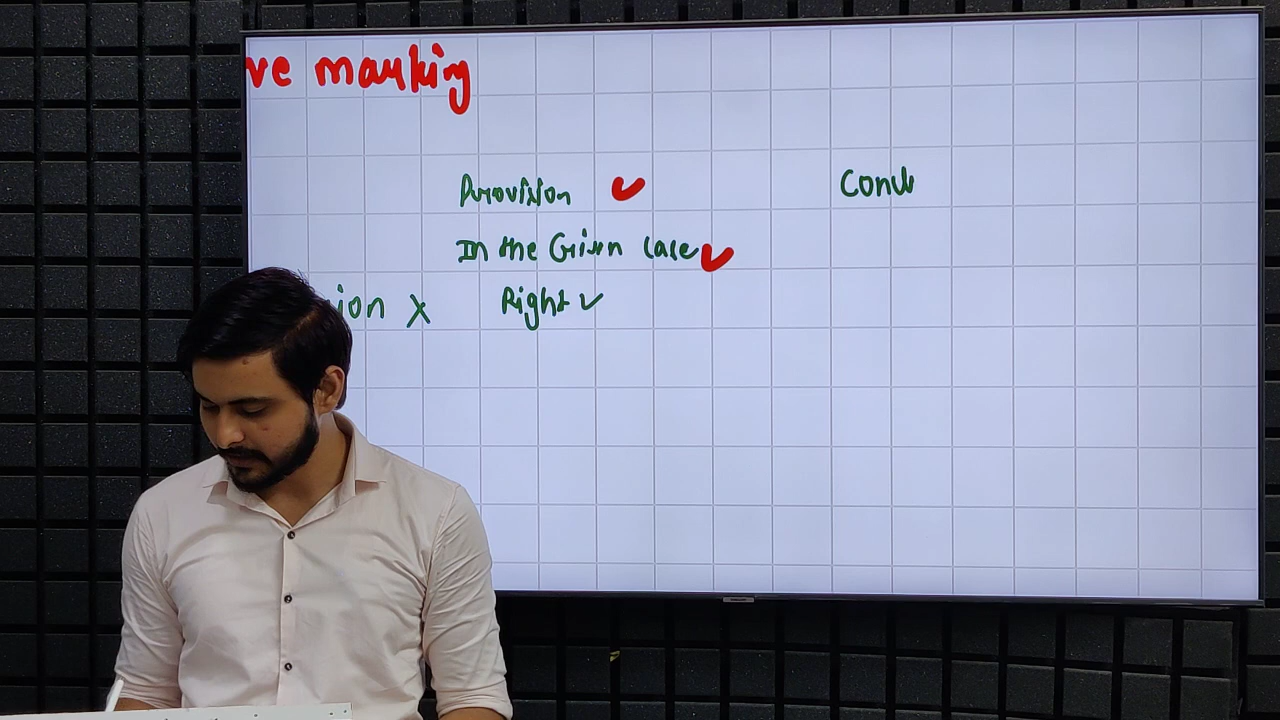 ve marking
Provision ✓ Conclu
In the Given Case ✓
ion X Right ✓